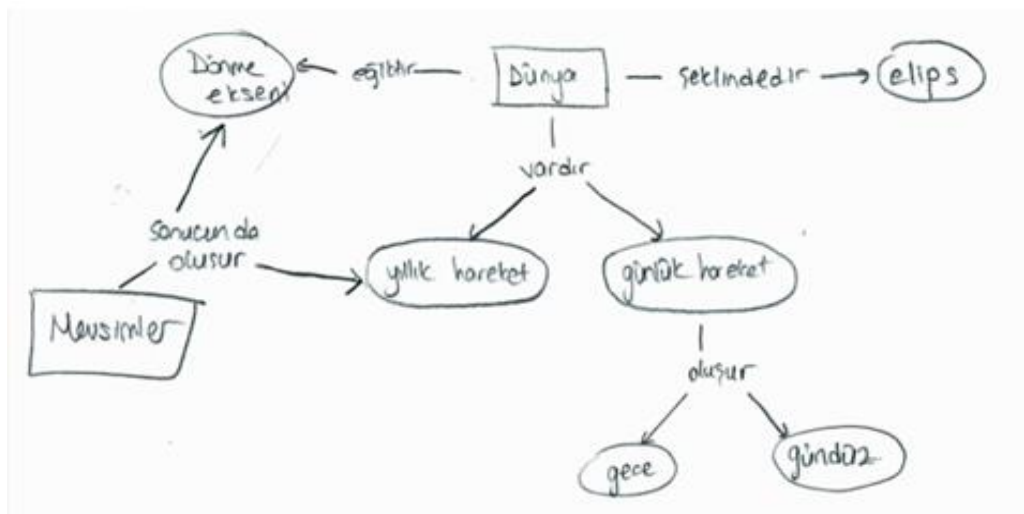 Dönme
ekseni
eğiktir
Dünya
şeklindedir
elips
vardır
sonucunda
oluşur
yıllık hareket
günlük hareket
Mevsimler
oluşur
gece
gündüz